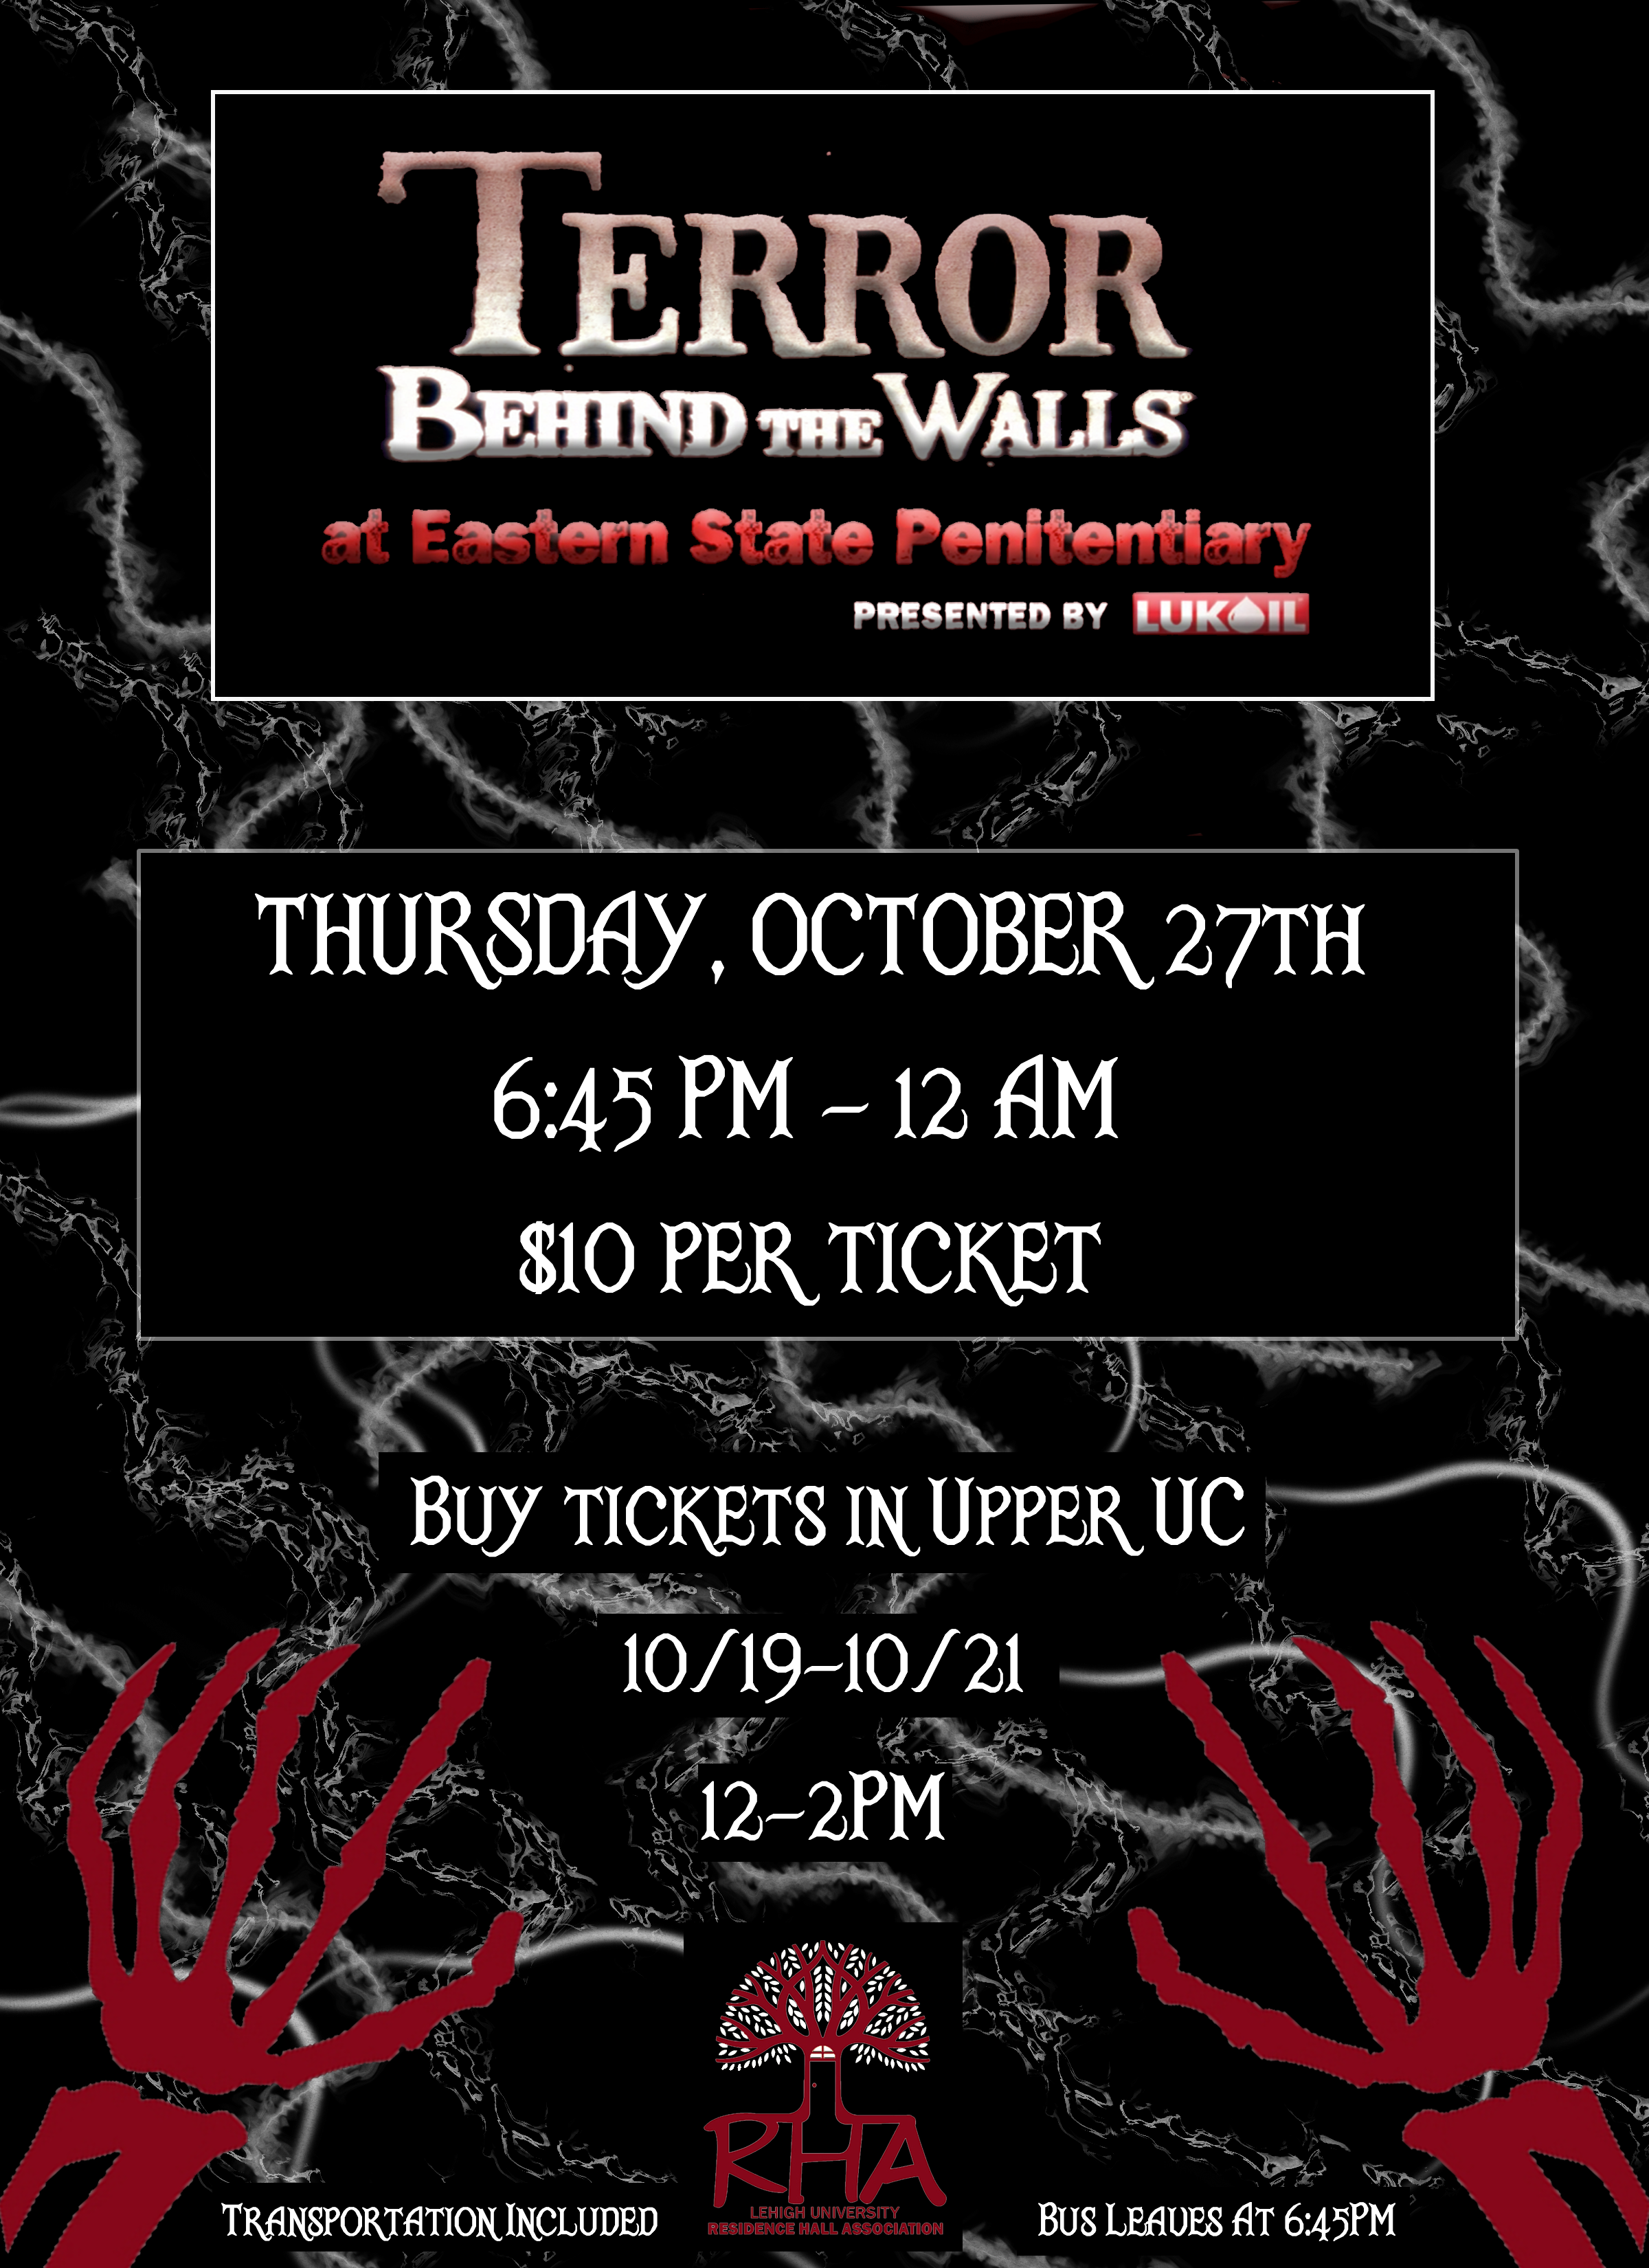 Terror
Behind the Walls®
at Eastern State Penitentiary
PRESENTED BY LUKOIL
THURSDAY, OCTOBER 27TH
6:45 PM - 12 AM
$10 PER TICKET
Buy tickets in Upper UC
10/19-10/21
12-2PM
RHA
LEHIGH UNIVERSITY
RESIDENCE HALL ASSOCIATION
Transportation Included
Bus Leaves At 6:45PM